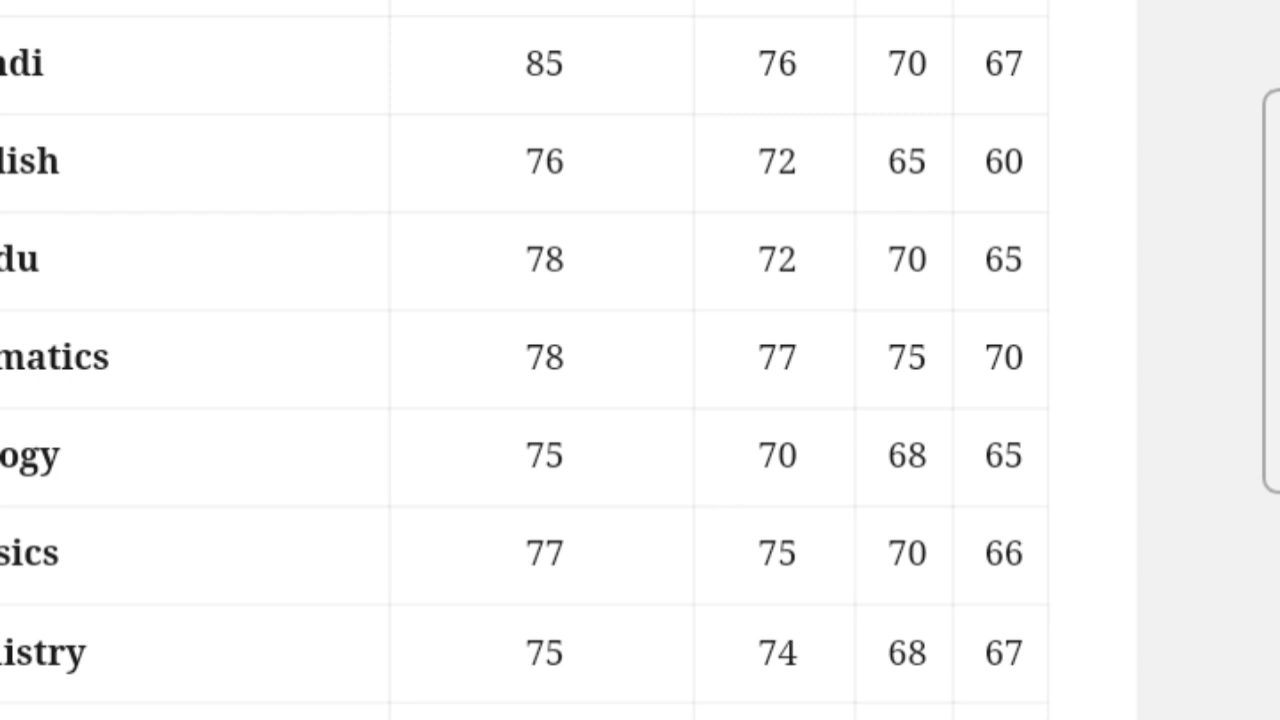 ndi 85 76 70 67
lish 76 72 65 60
du 78 72 70 65
matics 78 77 75 70
ogy 75 70 68 65
sics 77 75 70 66
istry 75 74 68 67